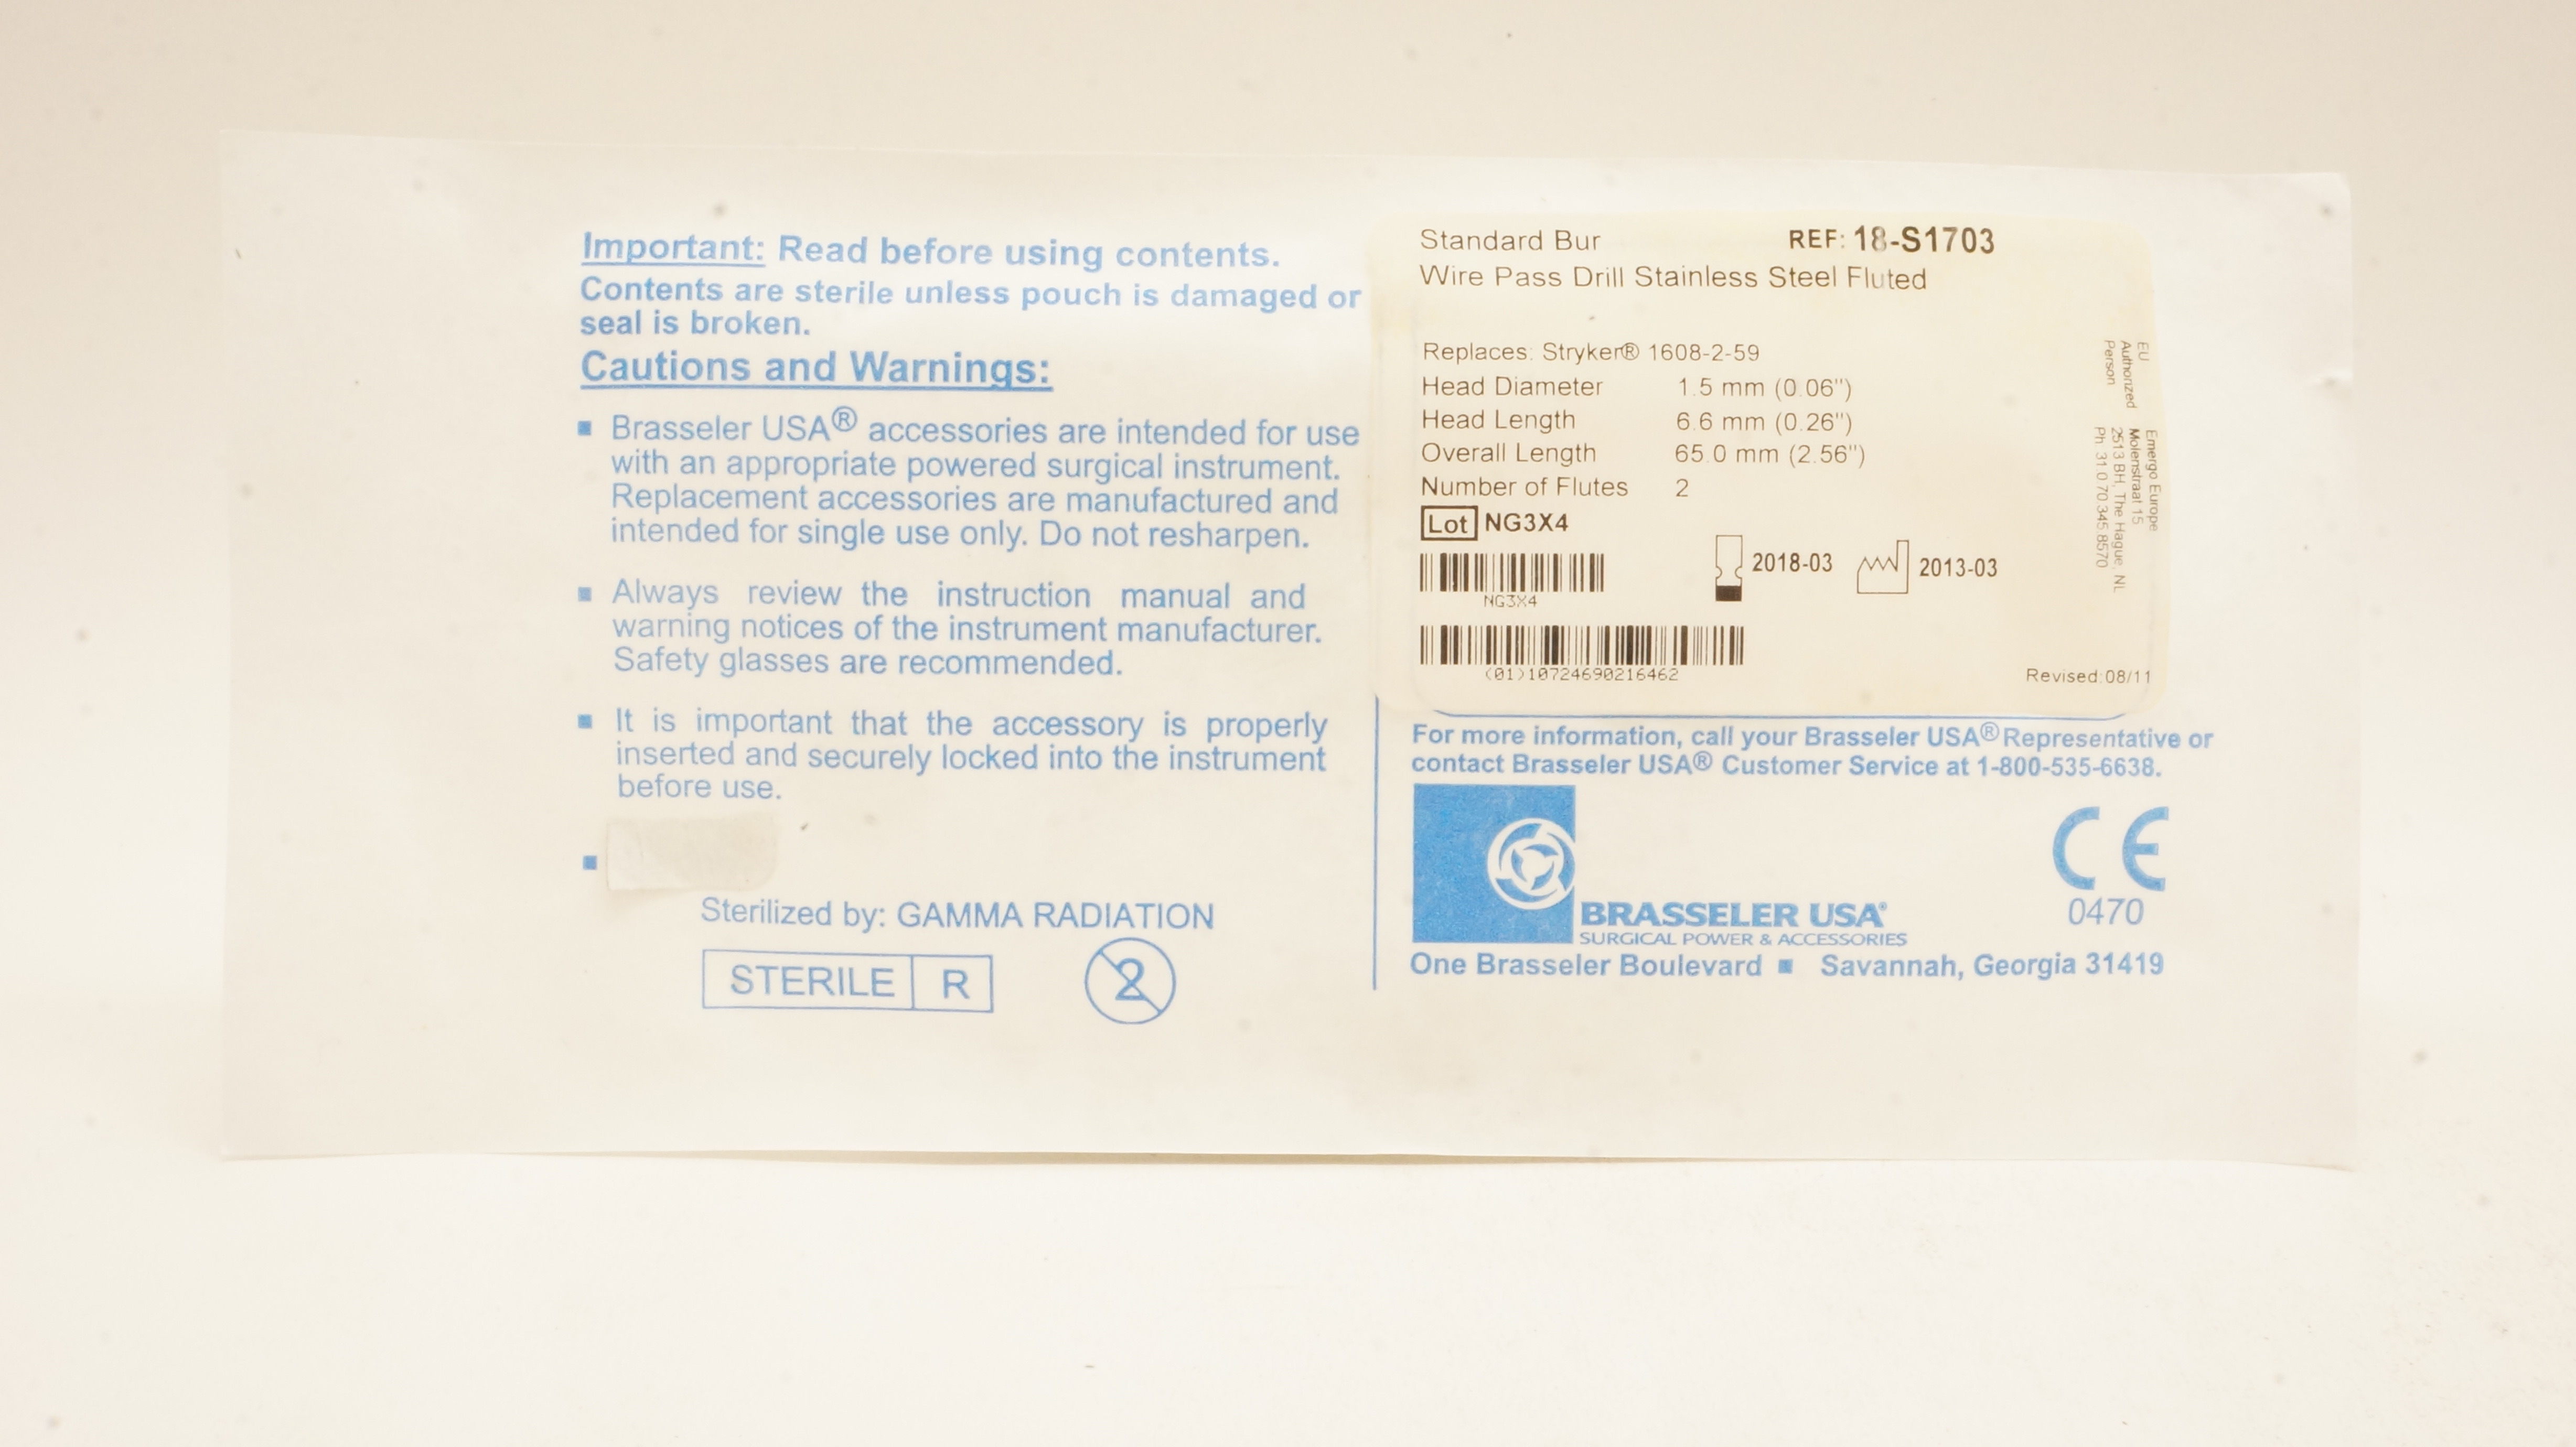 Important: Read before using contents.
Contents are sterile unless pouch is damaged or
seal is broken.
Cautions and Warnings:
▪ Brasseler USA® accessories are intended for use
with an appropriate powered surgical instrument.
Replacement accessories are manufactured and
intended for single use only. Do not resharpen.
▪ Always review the instruction manual and
warning notices of the instrument manufacturer.
Safety glasses are recommended.
▪ It is important that the accessory is properly
inserted and securely locked into the instrument
before use.
▪
Sterilized by: GAMMA RADIATION
STERILE R
2
Standard Bur REF: 18-S1703
Wire Pass Drill Stainless Steel Fluted
Replaces: Stryker® 1608-2-59
Head Diameter 1.5 mm (0.06")
Head Length 6.6 mm (0.26")
Overall Length 65.0 mm (2.56")
Number of Flutes 2
Lot NG3X4
NG3X4
2018-03 2013-03
(01)10724690216462
Revised:08/11
EU
Authorized
Person
Emergo Europe
Molenstraat 15
2513 BH, The Hague, NL
Ph 31 0 70 345 8570
For more information, call your Brasseler USA® Representative or
contact Brasseler USA® Customer Service at 1-800-535-6638.
BRASSELER USA®
SURGICAL POWER & ACCESSORIES
CE
0470
One Brasseler Boulevard ▪ Savannah, Georgia 31419